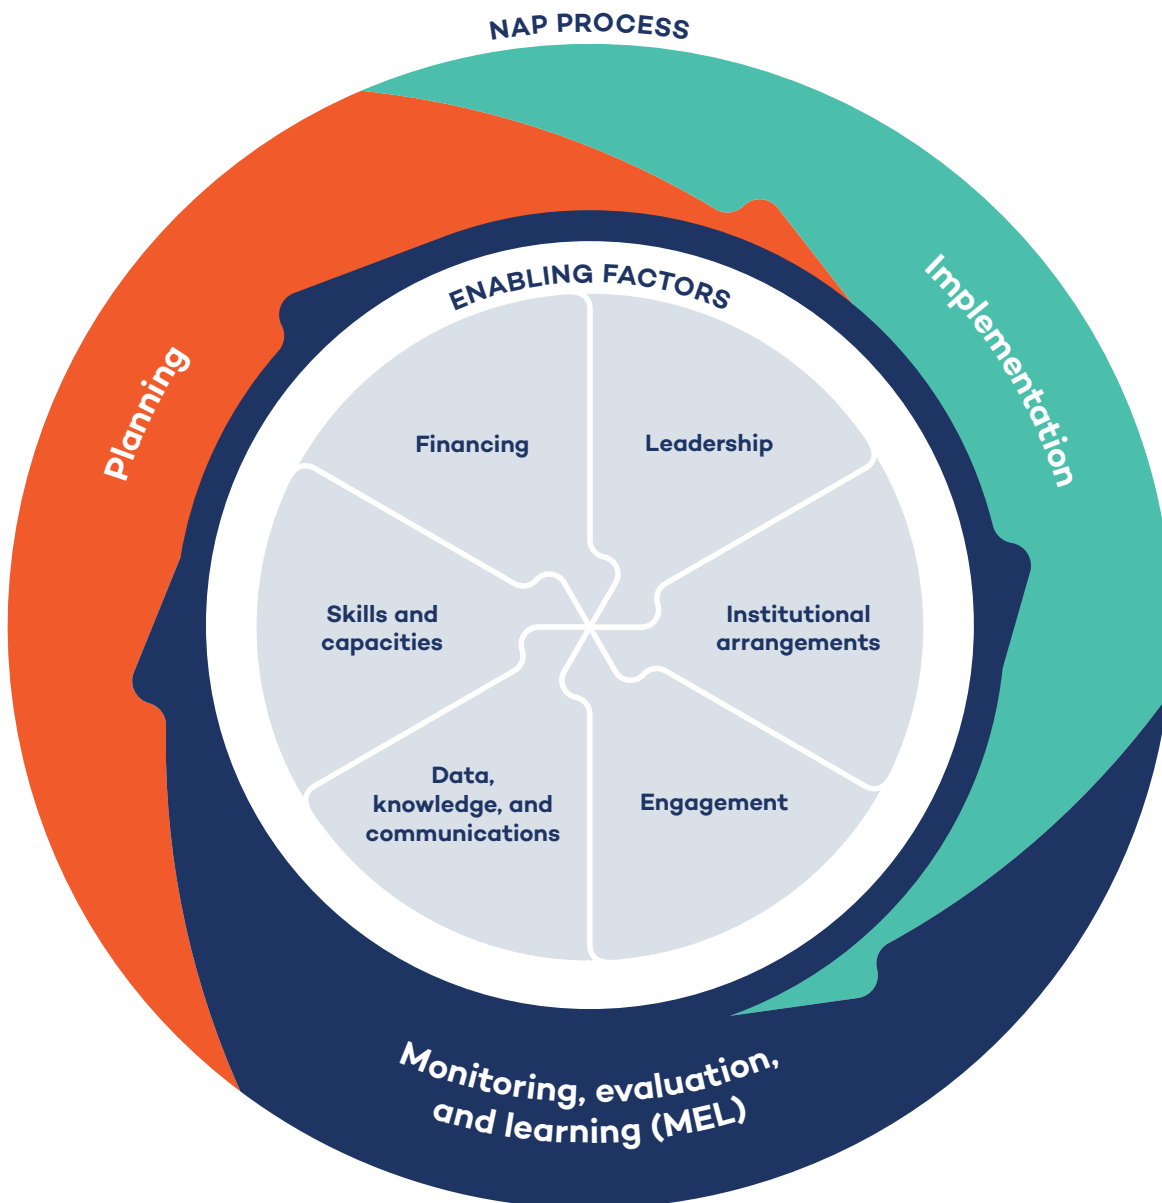 NAP PROCESS
ENABLING FACTORS
Planning
Implementation
Financing
Leadership
Skills and
capacities
Institutional
arrangements
Data,
knowledge, and
communications
Engagement
Monitoring, evaluation,
and learning (MEL)